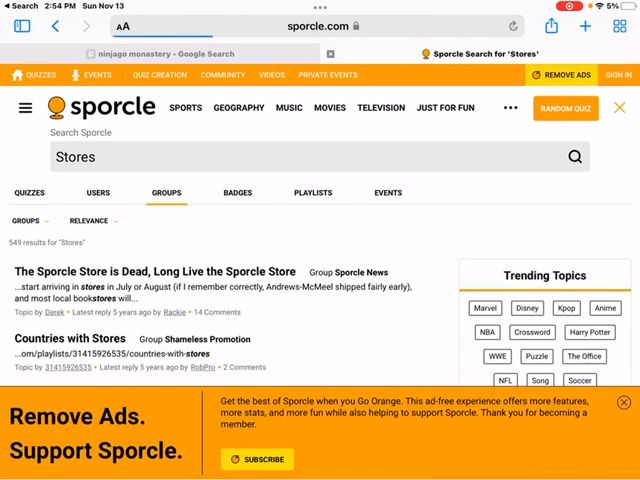 Search 2:54 PM Sun Nov 13 5%
AA sporcle.com
ninjago monastery - Google Search
Sporcle Search for 'Stores'
QUIZZES EVENTS QUIZ CREATION COMMUNITY VIDEOS PRIVATE EVENTS REMOVE ADS SIGN IN
sporcle SPORTS GEOGRAPHY MUSIC MOVIES TELEVISION JUST FOR FUN RANDOM QUIZ
Search Sporcle
Stores
QUIZZES USERS GROUPS BADGES PLAYLISTS EVENTS
GROUPS RELEVANCE
549 results for "Stores"
The Sporcle Store is Dead, Long Live the Sporcle Store Group Sporcle News
...start arriving in stores in July or August (if I remember correctly, Andrews-McMeel shipped fairly early),
and most local bookstores will...
Topic by Derek • Latest reply 5 years ago by Rackie • 14 Comments
Countries with Stores Group Shameless Promotion
...om/playlists/31415926535/countries-with-stores
Topic by 31415926535 • Latest reply 5 years ago by RobPro • 2 Comments
Trending Topics
Marvel Disney Kpop Anime
NBA Crossword Harry Potter
WWE Puzzle The Office
NFL Song Soccer
Remove Ads.
Support Sporcle.
Get the best of Sporcle when you Go Orange. This ad-free experience offers more features,
more stats, and more fun while also helping to support Sporcle. Thank you for becoming a
member.
SUBSCRIBE